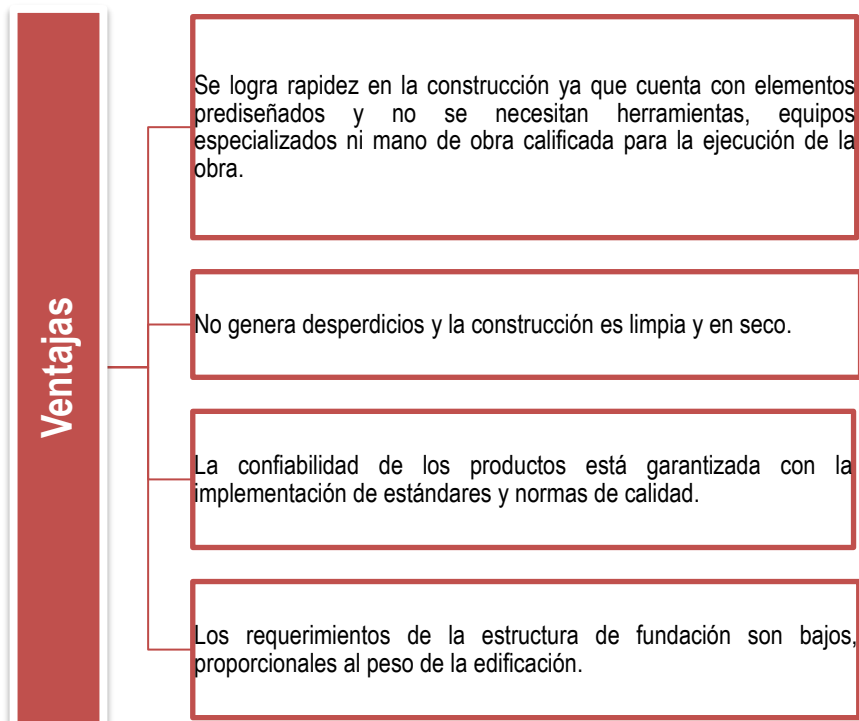 Ventajas
Se logra rapidez en la construcción ya que cuenta con elementos
prediseñados y no se necesitan herramientas, equipos
especializados ni mano de obra calificada para la ejecución de la
obra.
No genera desperdicios y la construcción es limpia y en seco.
La confiabilidad de los productos está garantizada con la
implementación de estándares y normas de calidad.
Los requerimientos de la estructura de fundación son bajos,
proporcionales al peso de la edificación.